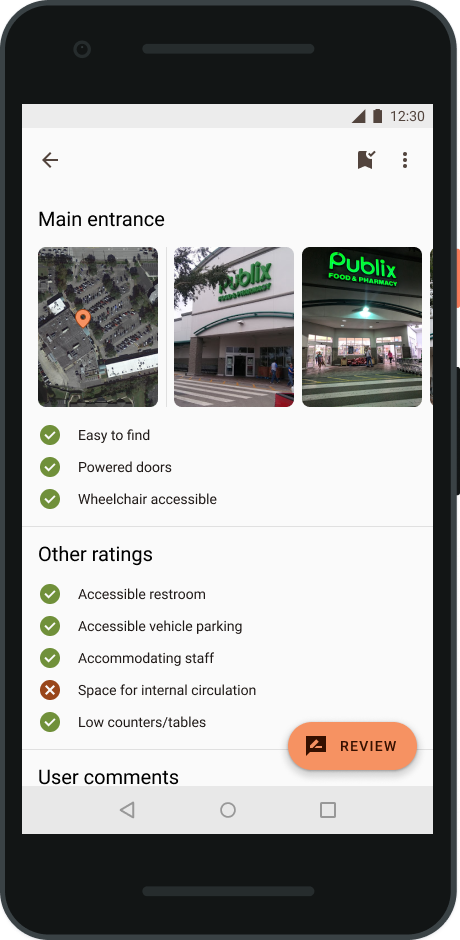 12:30
Main entrance
Publix
FOOD & PHARMACY
Publix
FOOD & PHARMACY
Easy to find
Powered doors
Wheelchair accessible
Other ratings
Accessible restroom
Accessible vehicle parking
Accommodating staff
Space for internal circulation
Low counters/tables
REVIEW
User comments